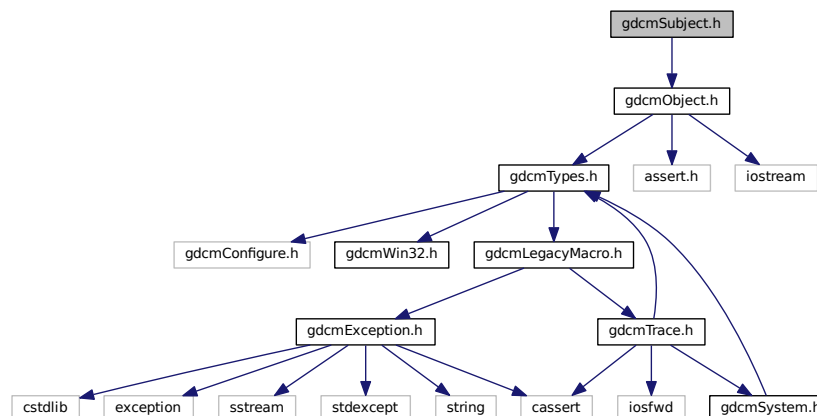 gdcmSubject.h
gdcmObject.h
gdcmTypes.h
assert.h
iostream
gdcmConfigure.h
gdcmWin32.h
gdcmLegacyMacro.h
gdcmException.h
gdcmTrace.h
cstdlib
exception
sstream
stdexcept
string
cassert
iosfwd
gdcmSystem.h